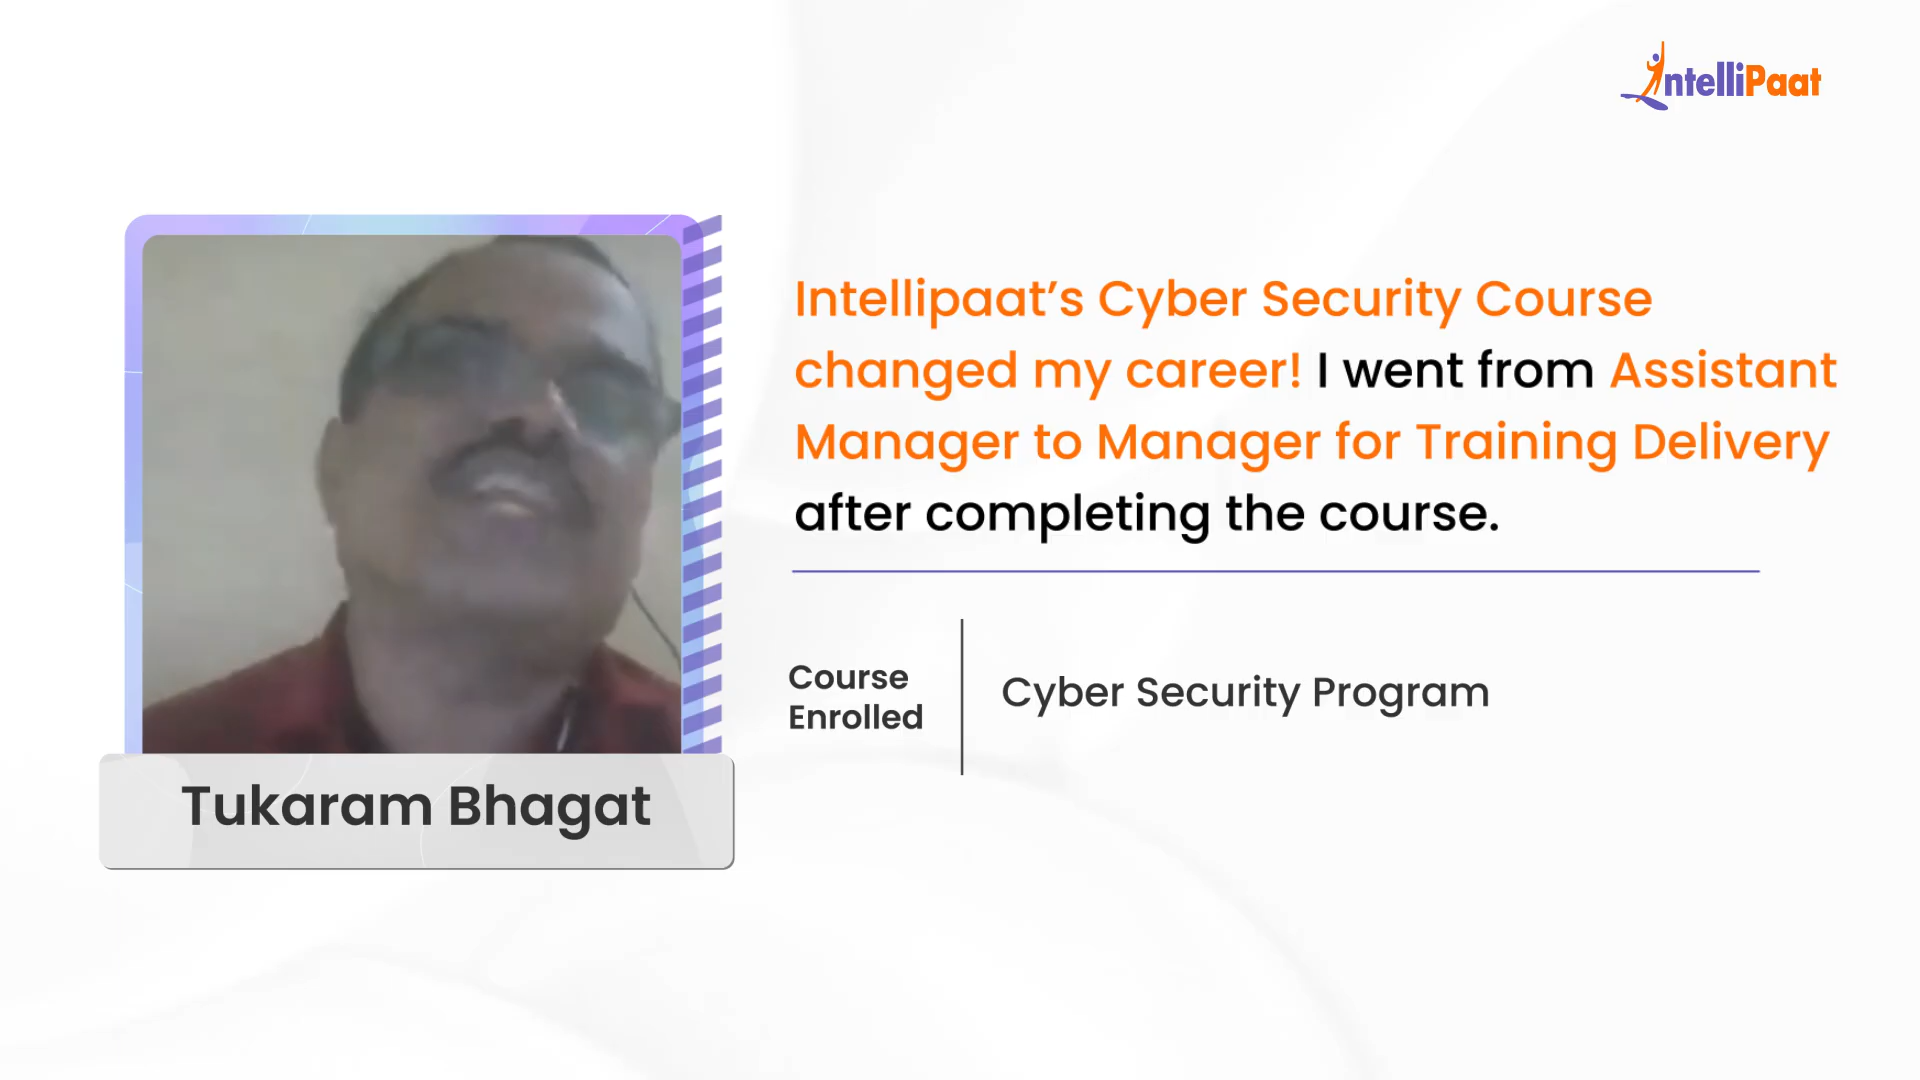 IntelliPaat
Intellipaat’s Cyber Security Course
changed my career! I went from Assistant
Manager to Manager for Training Delivery
after completing the course.
Course
Enrolled
Cyber Security Program
Tukaram Bhagat